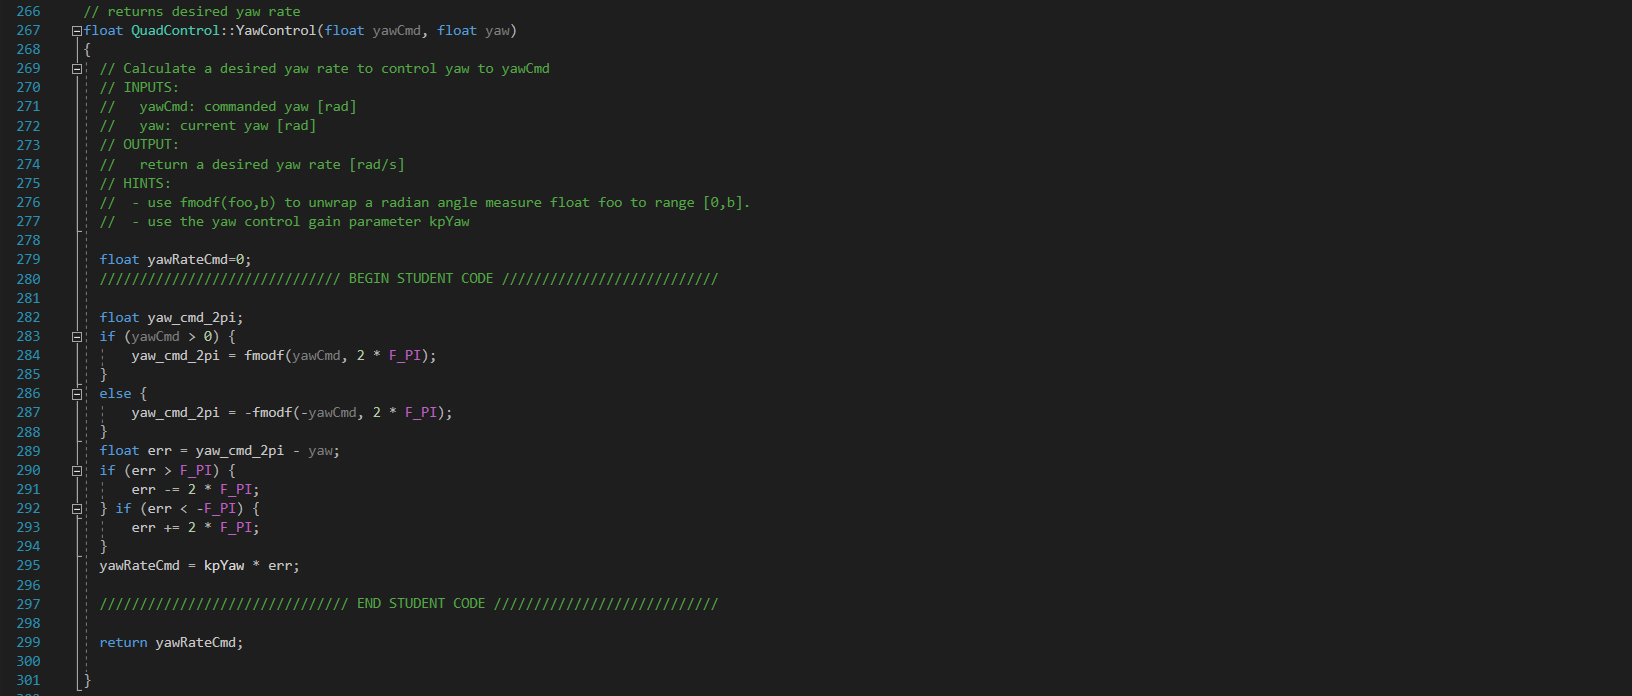 266 // returns desired yaw rate
267 float QuadControl::YawControl(float yawCmd, float yaw)
268 {
269 // Calculate a desired yaw rate to control yaw to yawCmd
270 // INPUTS:
271 //   yawCmd: commanded yaw [rad]
272 //   yaw: current yaw [rad]
273 // OUTPUT:
274 //   return a desired yaw rate [rad/s]
275 // HINTS:
276 //  - use fmodf(foo,b) to unwrap a radian angle measure float foo to range [0,b].
277 //  - use the yaw control gain parameter kpYaw
278
279 float yawRateCmd=0;
280 ////////////////////////////// BEGIN STUDENT CODE ///////////////////////////
281
282 float yaw_cmd_2pi;
283 if (yawCmd > 0) {
284 yaw_cmd_2pi = fmodf(yawCmd, 2 * F_PI);
285 }
286 else {
287 yaw_cmd_2pi = -fmodf(-yawCmd, 2 * F_PI);
288 }
289 float err = yaw_cmd_2pi - yaw;
290 if (err > F_PI) {
291 err -= 2 * F_PI;
292 } if (err < -F_PI) {
293 err += 2 * F_PI;
294 }
295 yawRateCmd = kpYaw * err;
296
297 /////////////////////////////// END STUDENT CODE ////////////////////////////
298
299 return yawRateCmd;
300
301 }